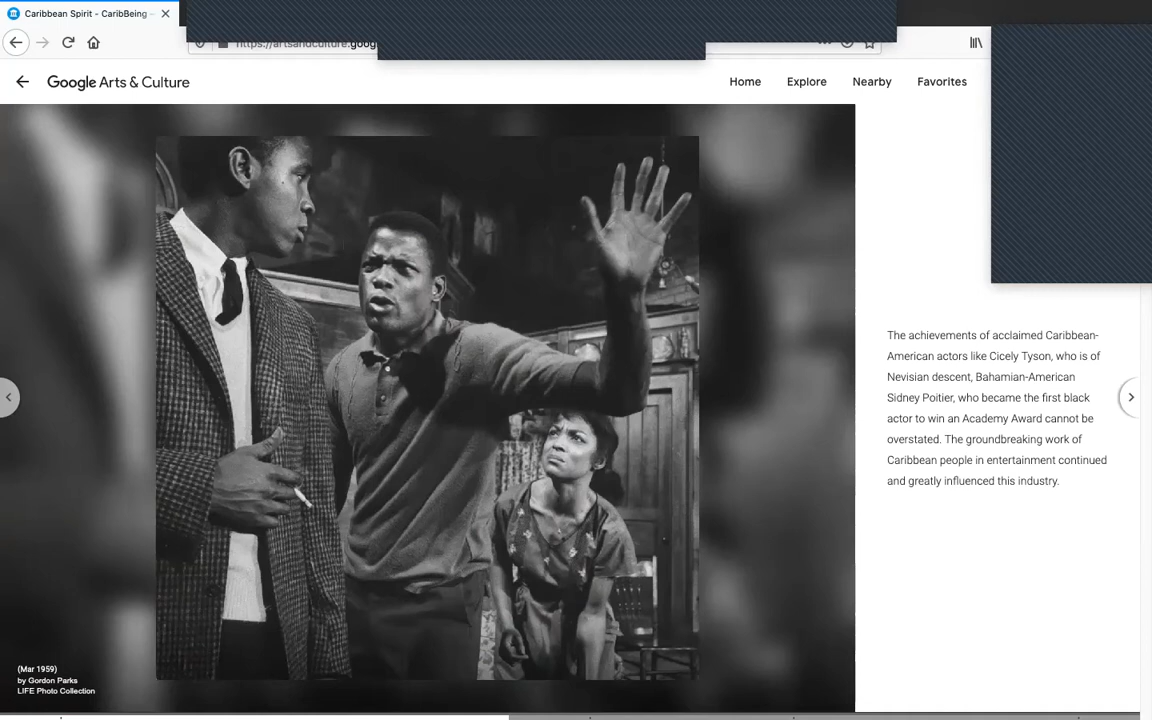 Caribbean Spirit - CaribBeing
https://artsandculture.goog
Google Arts & Culture
Home Explore Nearby Favorites
The achievements of acclaimed Caribbean-
American actors like Cicely Tyson, who is of
Nevisian descent, Bahamian-American
Sidney Poitier, who became the first black
actor to win an Academy Award cannot be
overstated. The groundbreaking work of
Caribbean people in entertainment continued
and greatly influenced this industry.
(Mar 1959)
by Gordon Parks
LIFE Photo Collection